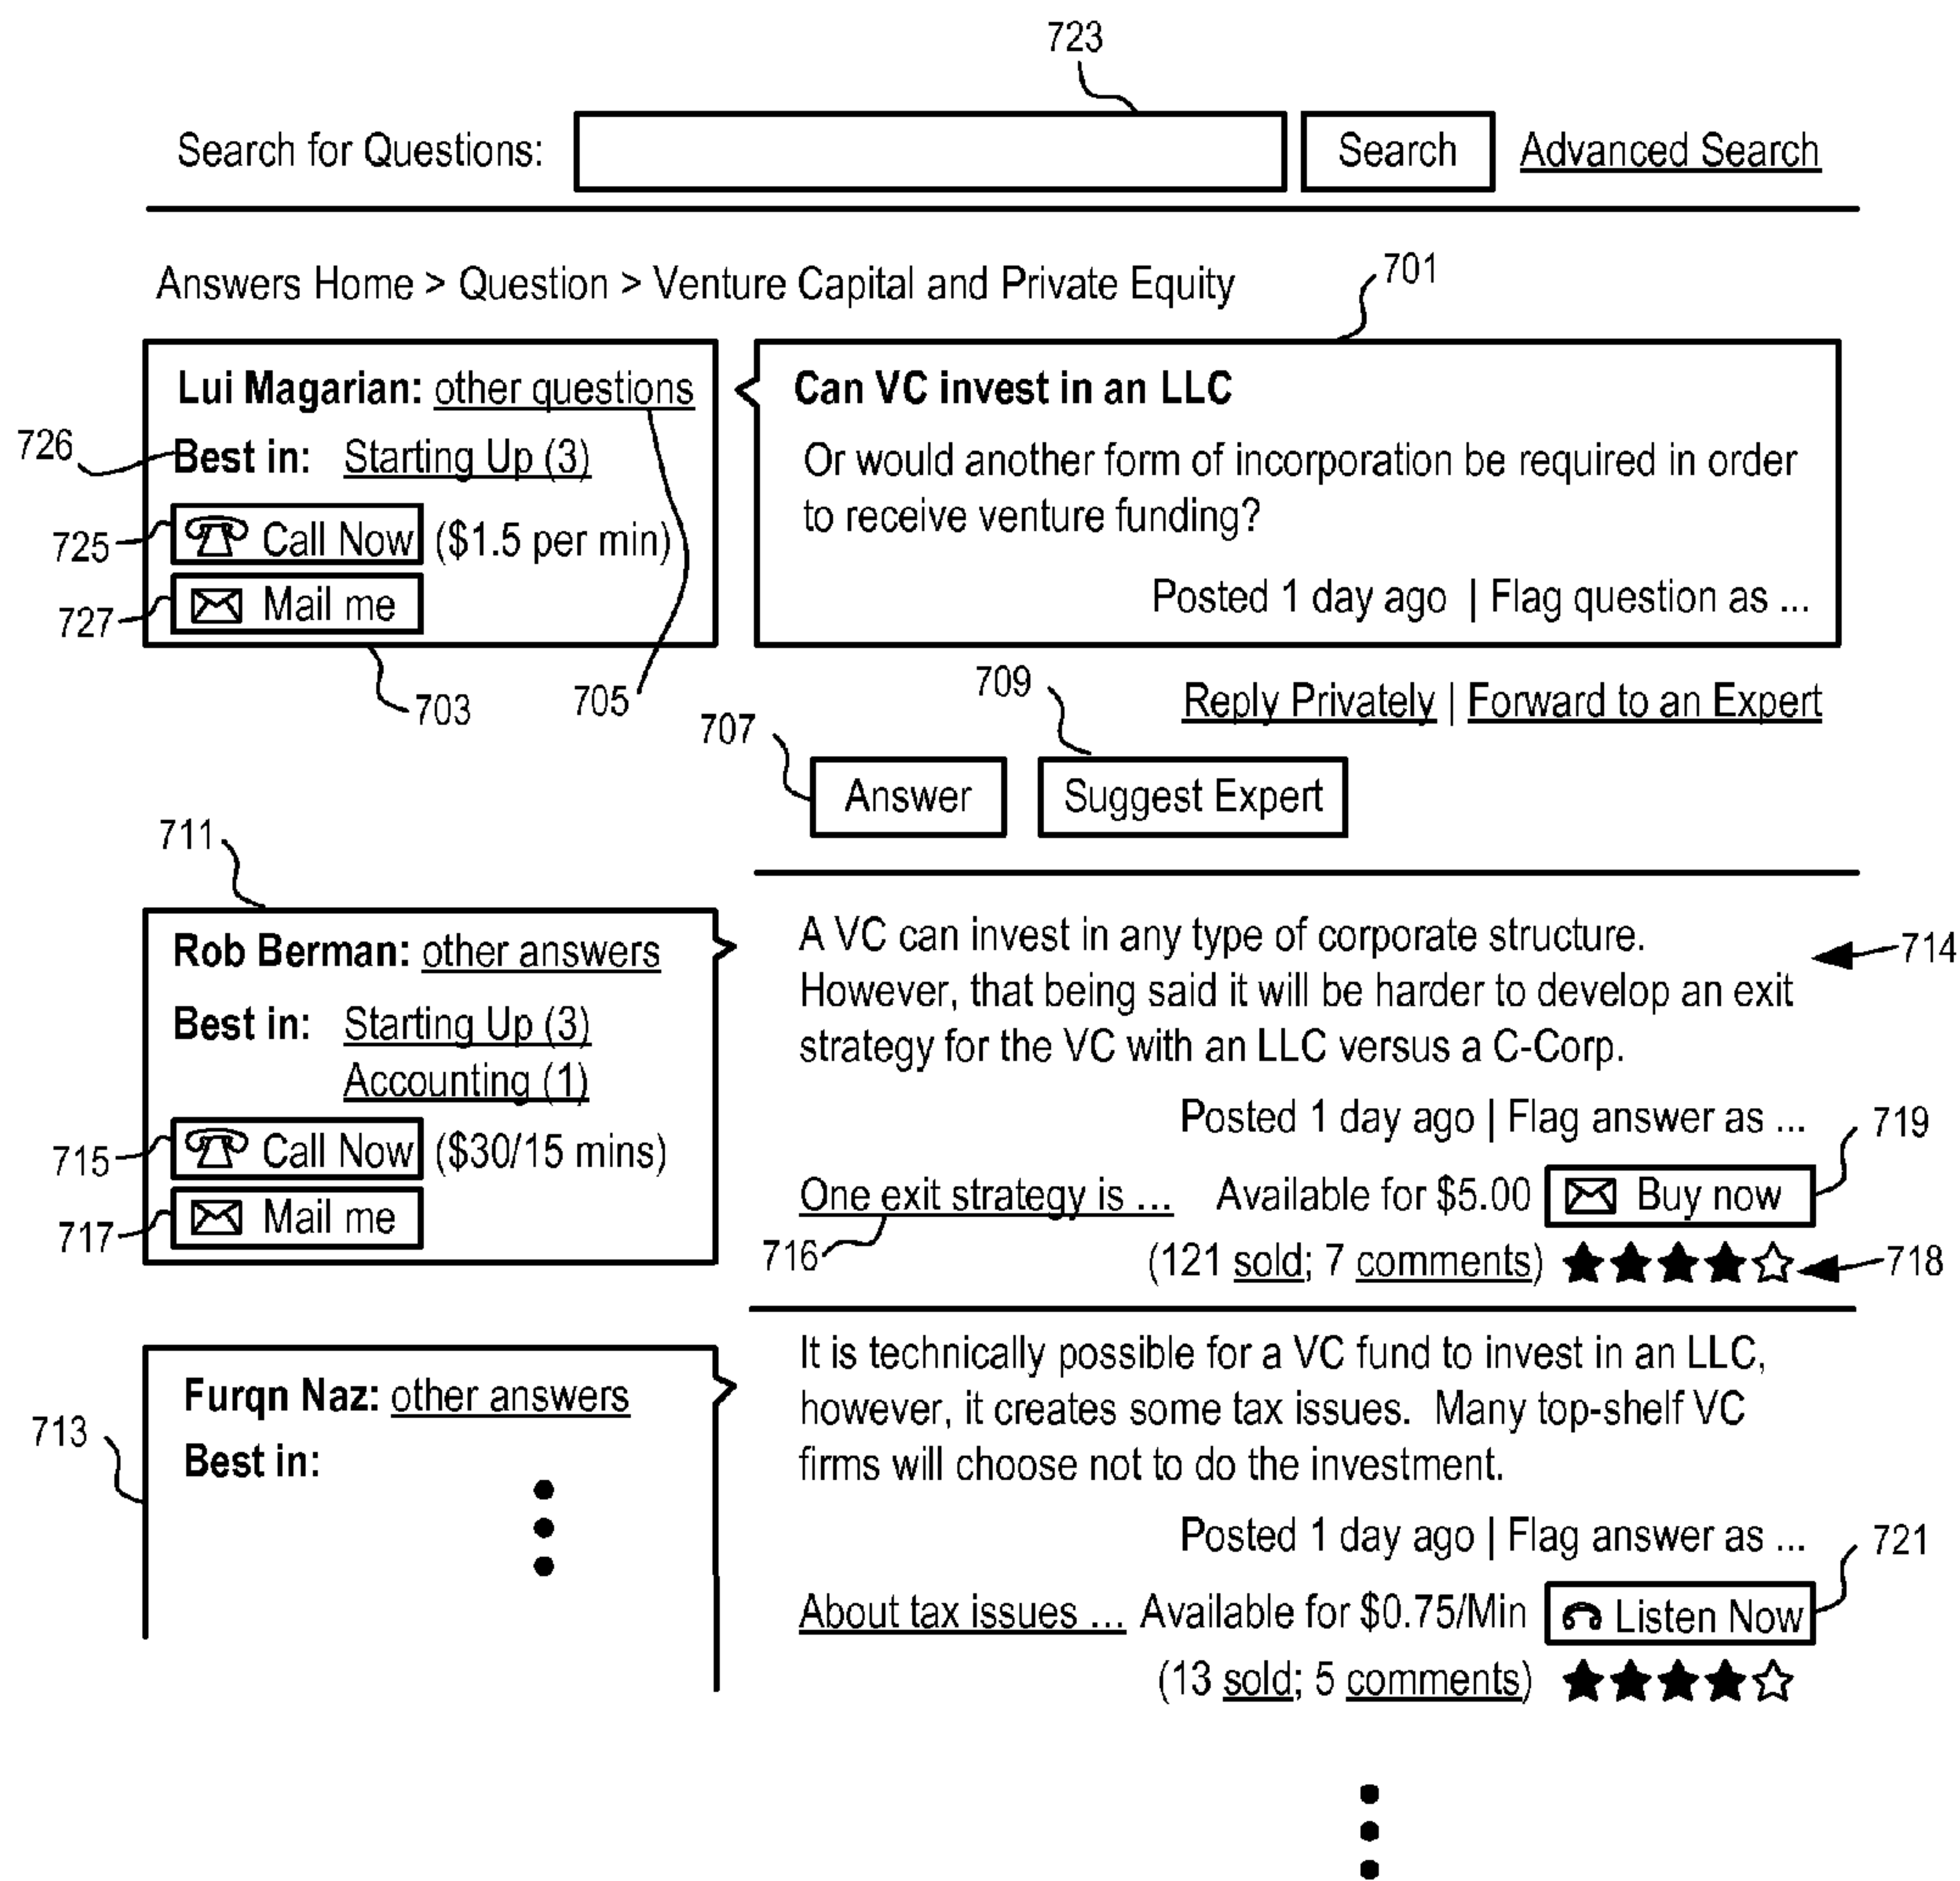 723
Search for Questions: Search Advanced Search
Answers Home > Question > Venture Capital and Private Equity
701
Lui Magarian: other questions
726
Best in: Starting Up (3)
725
Call Now ($1.5 per min)
727
Mail me
703
705
Can VC invest in an LLC
Or would another form of incorporation be required in order
to receive venture funding?
Posted 1 day ago | Flag question as ...
709
Reply Privately | Forward to an Expert
707
Answer Suggest Expert
711
Rob Berman: other answers
Best in: Starting Up (3)
Accounting (1)
715
Call Now ($30/15 mins)
717
Mail me
A VC can invest in any type of corporate structure.
714
However, that being said it will be harder to develop an exit
strategy for the VC with an LLC versus a C-Corp.
Posted 1 day ago | Flag answer as ...
719
One exit strategy is ... Available for $5.00 Buy now
716
(121 sold; 7 comments)
718
713
Furqn Naz: other answers
Best in:
It is technically possible for a VC fund to invest in an LLC,
however, it creates some tax issues. Many top-shelf VC
firms will choose not to do the investment.
Posted 1 day ago | Flag answer as ...
721
About tax issues ... Available for $0.75/Min Listen Now
(13 sold; 5 comments)